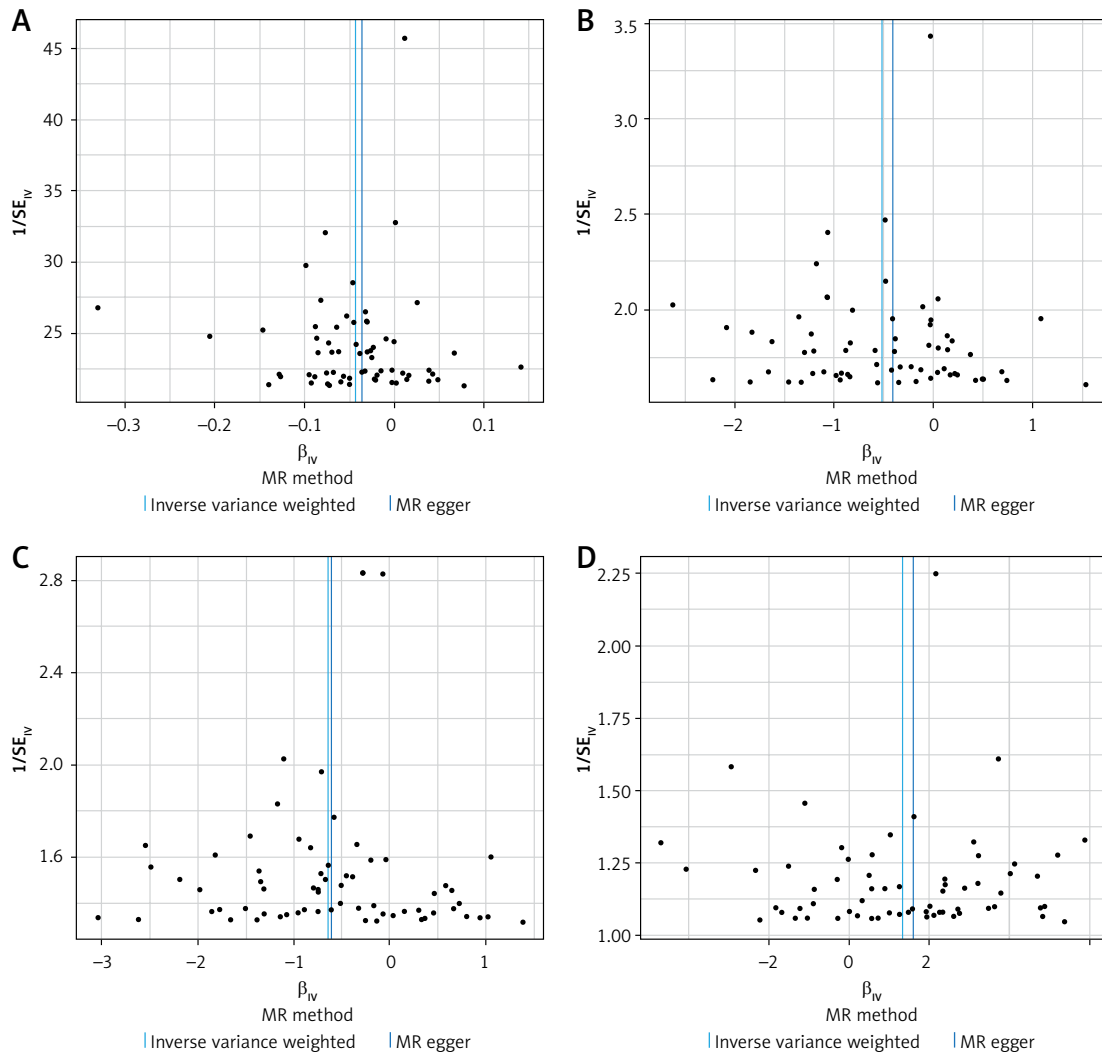 A
1/SE_IV
45
40
35
30
25
−0.3 −0.2 −0.1 0 0.1
β_IV
MR method
Inverse variance weighted MR egger
B
1/SE_IV
3.5
3.0
2.5
2.0
−2 −1 0 1
β_IV
MR method
Inverse variance weighted MR egger
C
1/SE_IV
2.8
2.4
2.0
1.6
−3 −2 −1 0 1
β_IV
MR method
Inverse variance weighted MR egger
D
1/SE_IV
2.25
2.00
1.75
1.50
1.25
1.00
−2 0 2
β_IV
MR method
Inverse variance weighted MR egger